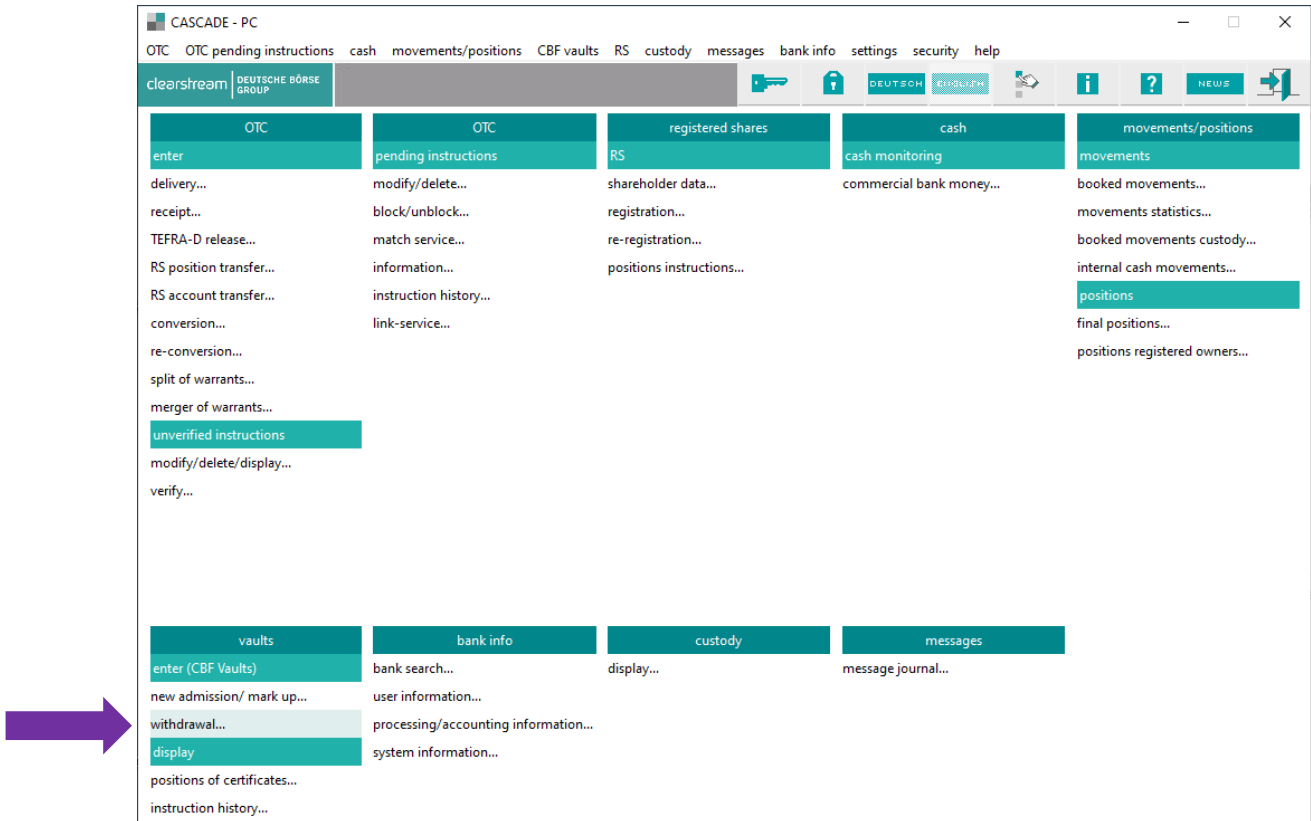 CASCADE - PC
OTC OTC pending instructions cash movements/positions CBF vaults RS custody messages bank info settings security help
clearstream DEUTSCHE BÖRSE GROUP DEUTSCH ENGLISH i ? NEWS
OTC OTC registered shares cash movements/positions
enter pending instructions RS cash monitoring movements
delivery... modify/delete... shareholder data... commercial bank money... booked movements...
receipt... block/unblock... registration... movements statistics...
TEFRA-D release... match service... re-registration... booked movements custody...
RS position transfer... information... positions instructions... internal cash movements...
RS account transfer... instruction history... positions
conversion... link-service... final positions...
re-conversion... positions registered owners...
split of warrants...
merger of warrants...
unverified instructions
modify/delete/display...
verify...
vaults bank info custody messages
enter (CBF Vaults) bank search... display... message journal...
new admission/ mark up... user information...
withdrawal... processing/accounting information...
display system information...
positions of certificates...
instruction history...